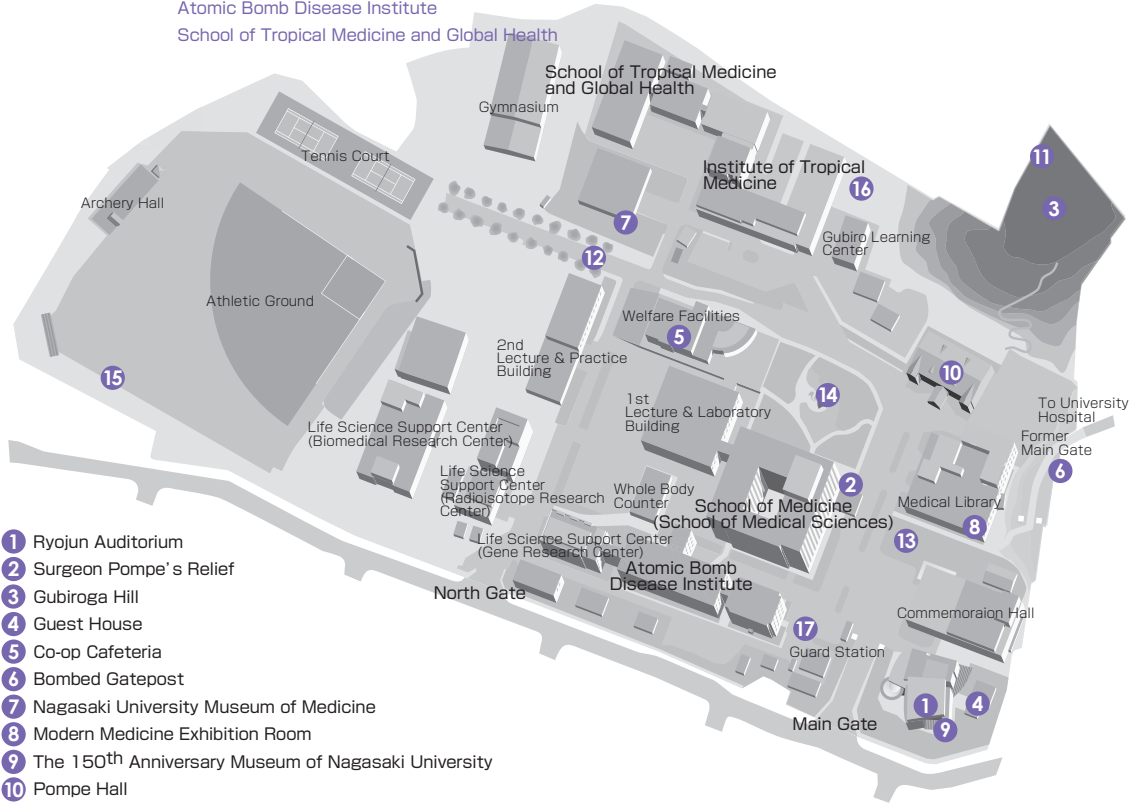 Atomic Bomb Disease Institute
School of Tropical Medicine and Global Health
School of Tropical Medicine
and Global Health
Gymnasium
Tennis Court
Institute of Tropical
Medicine
11
16
3
Archery Hall
7
Gubiro Learning
Center
12
Athletic Ground
Welfare Facilities
5
2nd
Lecture & Practice
Building
15
10
14
1st
Lecture & Laboratory
Building
To University
Hospital
Former
Main Gate
6
Life Science Support Center
(Biomedical Research Center)
Life Science
Support Center
(Radioisotope Research
Center)
Whole Body
Counter
2
School of Medicine
(School of Medical Sciences)
Medical Library
8
13
Life Science Support Center
(Gene Research Center)
Atomic Bomb
Disease Institute
North Gate
Commemoraion Hall
17
Guard Station
1
4
9
Main Gate
1 Ryojun Auditorium
2 Surgeon Pompe's Relief
3 Gubiroga Hill
4 Guest House
5 Co-op Cafeteria
6 Bombed Gatepost
7 Nagasaki University Museum of Medicine
8 Modern Medicine Exhibition Room
9 The 150th Anniversary Museum of Nagasaki University
10 Pompe Hall